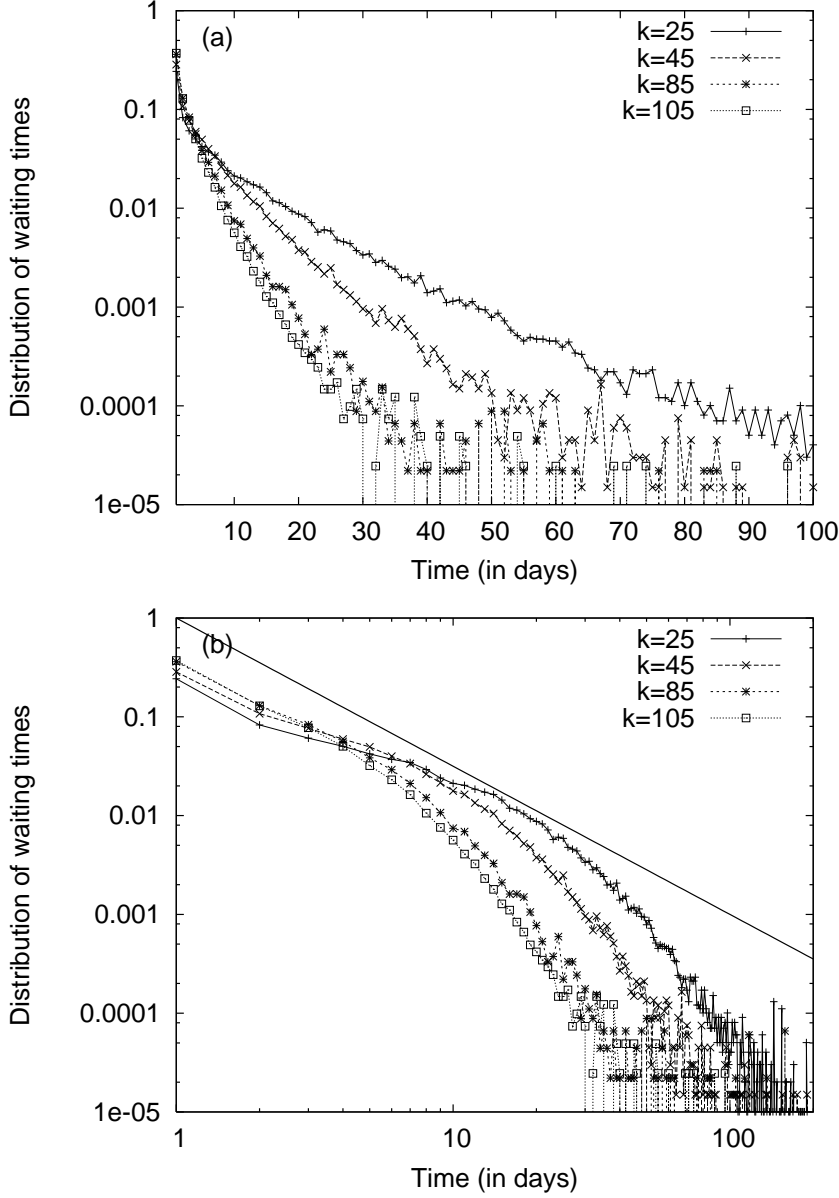 1
(a)
k=25
k=45
k=85
k=105
0.1
0.01
0.001
0.0001
1e-05
Distribution of waiting times
10 20 30 40 50 60 70 80 90 100
Time (in days)
1
(b)
k=25
k=45
k=85
k=105
0.1
0.01
0.001
0.0001
1e-05
Distribution of waiting times
1 10 100
Time (in days)